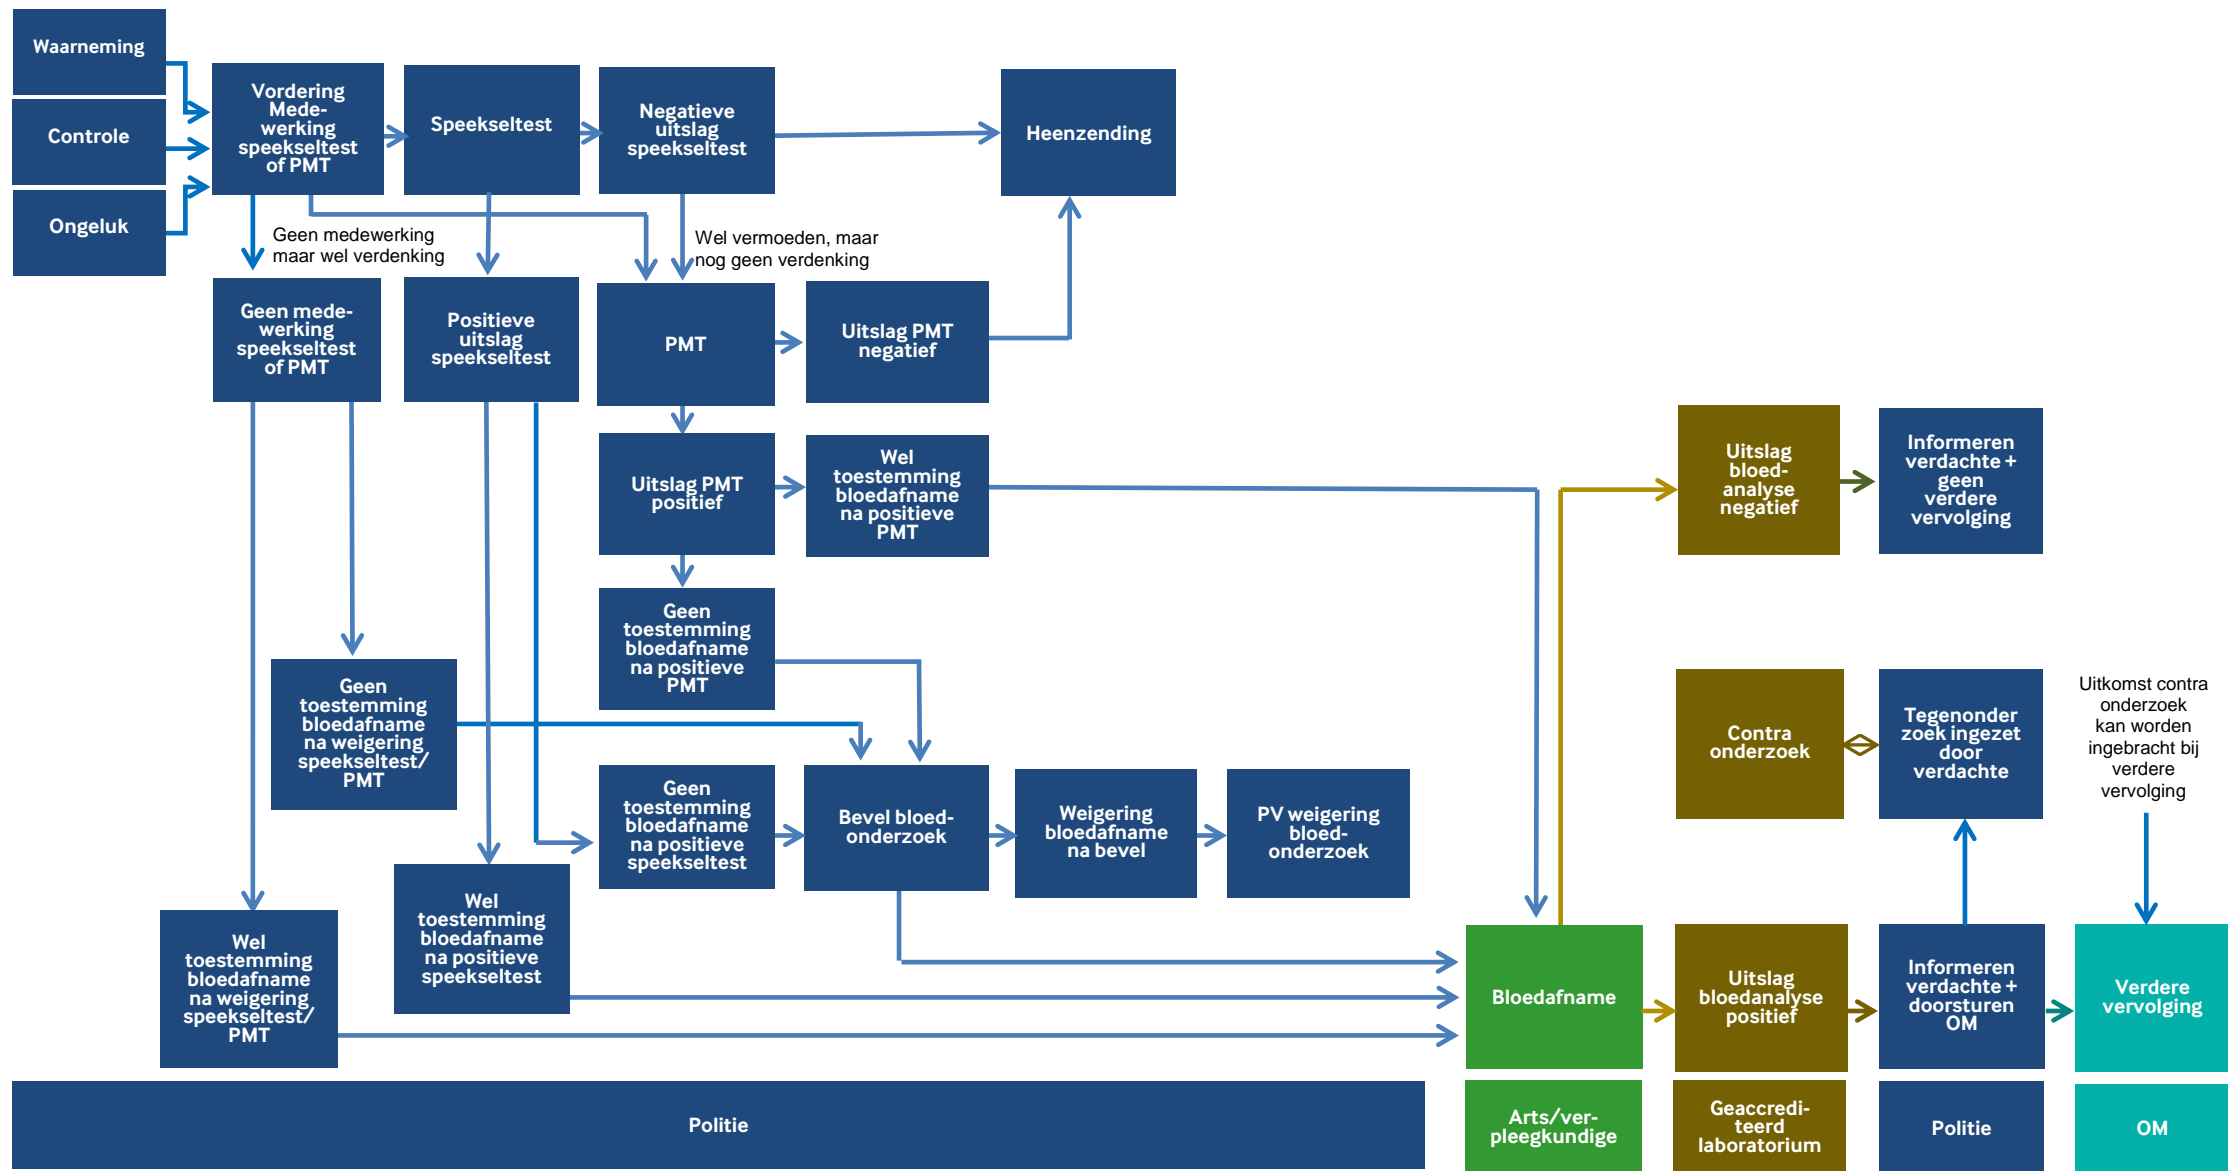 Waarneming
Controle
Ongeluk
Vordering
Mede-
werking
speekseltest
of PMT
Speekseltest
Negatieve
uitslag
speekseltest
Heenzending
Geen medewerking
maar wel verdenking
Wel vermoeden, maar
nog geen verdenking
Geen mede-
werking
speekseltest
of PMT
Positieve
uitslag
speekseltest
PMT
Uitslag PMT
negatief
Uitslag PMT
positief
Wel
toestemming
bloedafname
na positieve
PMT
Uitslag
bloed-
analyse
negatief
Informeren
verdachte +
geen
verdere
vervolging
Geen
toestemming
bloedafname
na positieve
PMT
Geen
toestemming
bloedafname
na weigering
speekseltest/
PMT
Contra
onderzoek
Tegenonder
zoek ingezet
door
verdachte
Uitkomst contra
onderzoek
kan worden
ingebracht bij
verdere
vervolging
Geen
toestemming
bloedafname
na positieve
speekseltest
Bevel bloed-
onderzoek
Weigering
bloedafname
na bevel
PV weigering
bloed-
onderzoek
Wel
toestemming
bloedafname
na positieve
speekseltest
Wel
toestemming
bloedafname
na weigering
speekseltest/
PMT
Bloedafname
Uitslag
bloedanalyse
positief
Informeren
verdachte +
doorsturen
OM
Verdere
vervolging
Politie
Arts/ver-
pleegkundige
Geaccredi-
teerd
laboratorium
Politie
OM